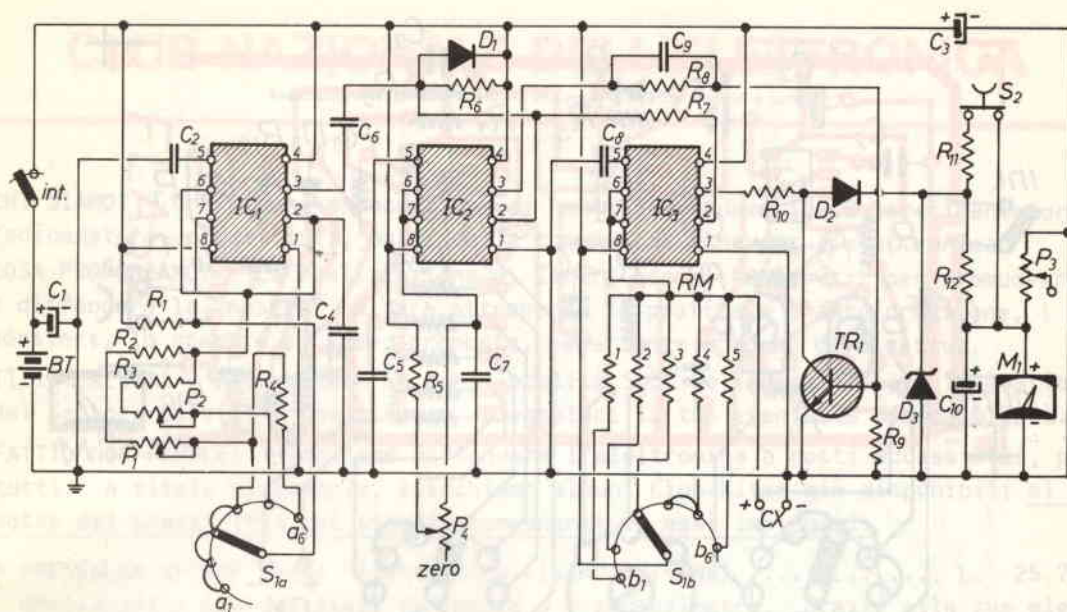 C3
+ -
D1
C9
S2
R6
R8
R7
C2
C6
C8
R11
int.
5 4
6 3
7 2
8 1
IC1
5 4
6 3
7 2
8 1
IC2
5 4
6 3
7 2
8 1
IC3
R10
D2
P3
R12
C1
+ -
R1
R2
R3
P2
P1
R4
C4
C5
R5
C7
RM
1 2 3 4 5
TR1
R9
D3
C10
+ -
M1
+ -
BT
+ -
P4
zero
+ CX -
a1
a6
S1a
b1
b6
S1b